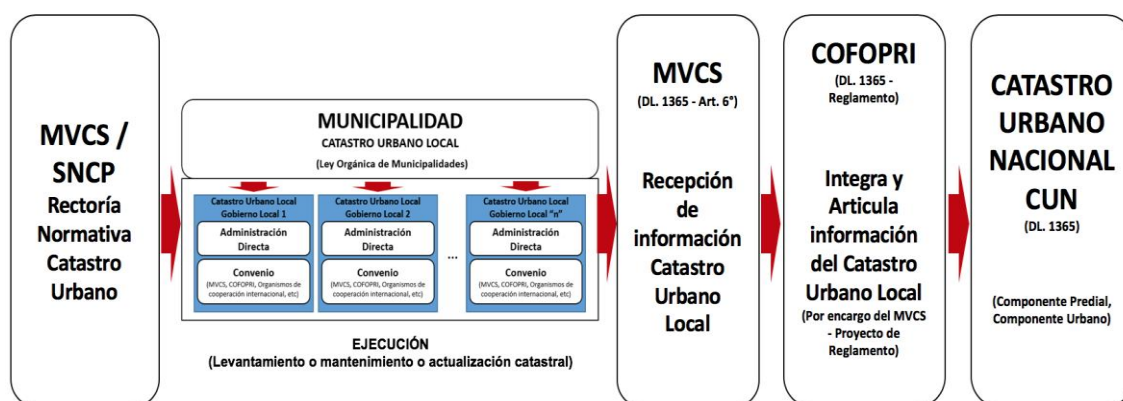 MVCS /
SNCP
Rectoría
Normativa
Catastro
Urbano
MUNICIPALIDAD
CATASTRO URBANO LOCAL
(Ley Orgánica de Municipalidades)
Catastro Urbano Local
Gobierno Local 1
Administración
Directa
Convenio
(MVCS, COFOPRI, Organismos de
cooperación internacional, etc)
Catastro Urbano Local
Gobierno Local 2
Administración
Directa
Convenio
(MVCS, COFOPRI, Organismos de
cooperación internacional, etc)
...
Catastro Urbano Local
Gobierno Local "n"
Administración
Directa
Convenio
(MVCS, COFOPRI, Organismos de
cooperación internacional, etc)
EJECUCIÓN
(Levantamiento o mantenimiento o actualización catastral)
MVCS
(DL. 1365 - Art. 6°)
Recepción
de
información
Catastro
Urbano
Local
COFOPRI
(DL. 1365 -
Reglamento)
Integra y
Articula
información
del Catastro
Urbano Local
(Por encargo del MVCS
- Proyecto de
Reglamento)
CATASTRO
URBANO
NACIONAL
CUN
(DL. 1365)
(Componente Predial,
Componente Urbano)